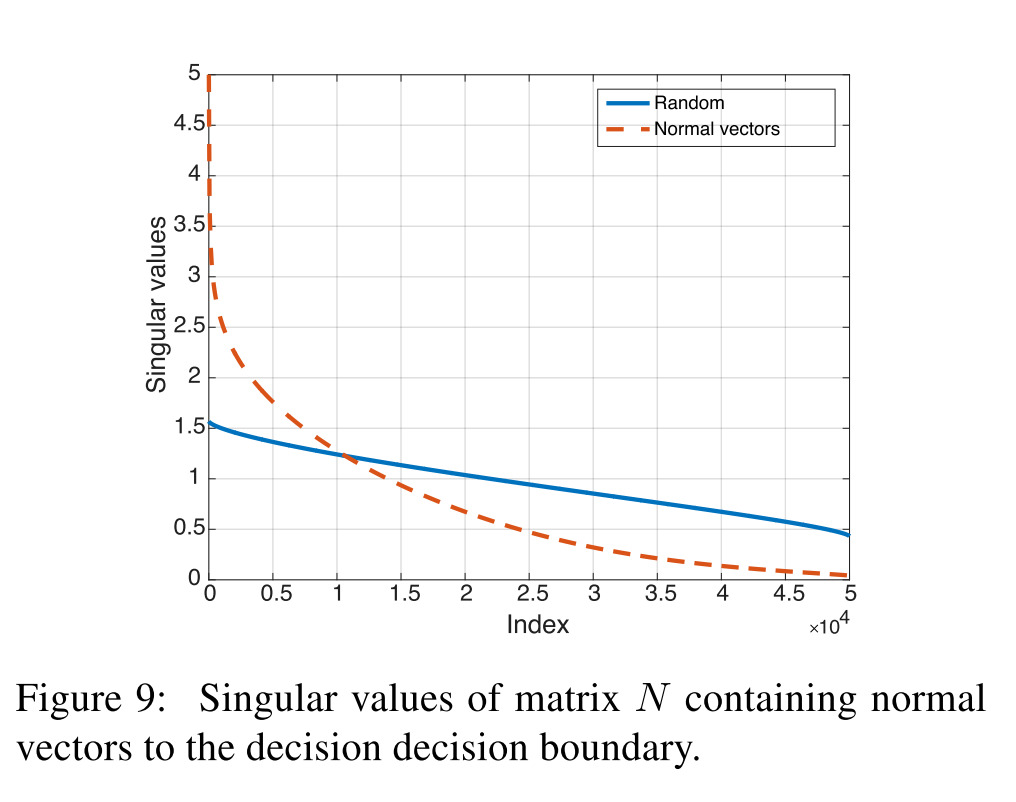 5
4.5
4
3.5
3
2.5
2
1.5
1
0.5
0
Singular values
Random
Normal vectors
0 0.5 1 1.5 2 2.5 3 3.5 4 4.5 5
Index
×10^4
Figure 9: Singular values of matrix N containing normal
vectors to the decision decision boundary.